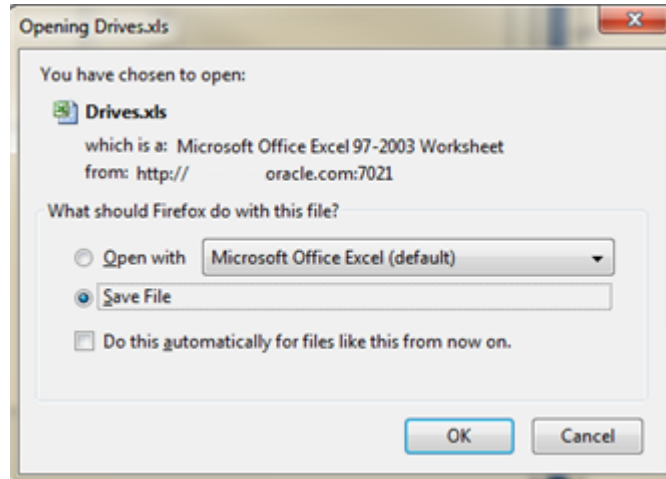 Opening Drives.xls
You have chosen to open:
Drives.xls
which is a: Microsoft Office Excel 97-2003 Worksheet
from: http:// oracle.com:7021
What should Firefox do with this file?
Open with Microsoft Office Excel (default)
Save File
Do this automatically for files like this from now on.
OK Cancel